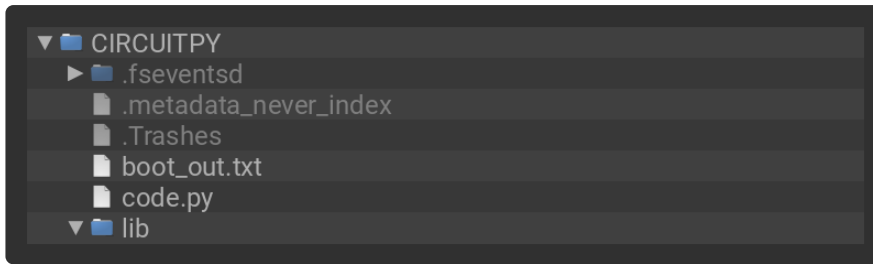 CIRCUITPY
.fseventsd
.metadata_never_index
.Trashes
boot_out.txt
code.py
lib